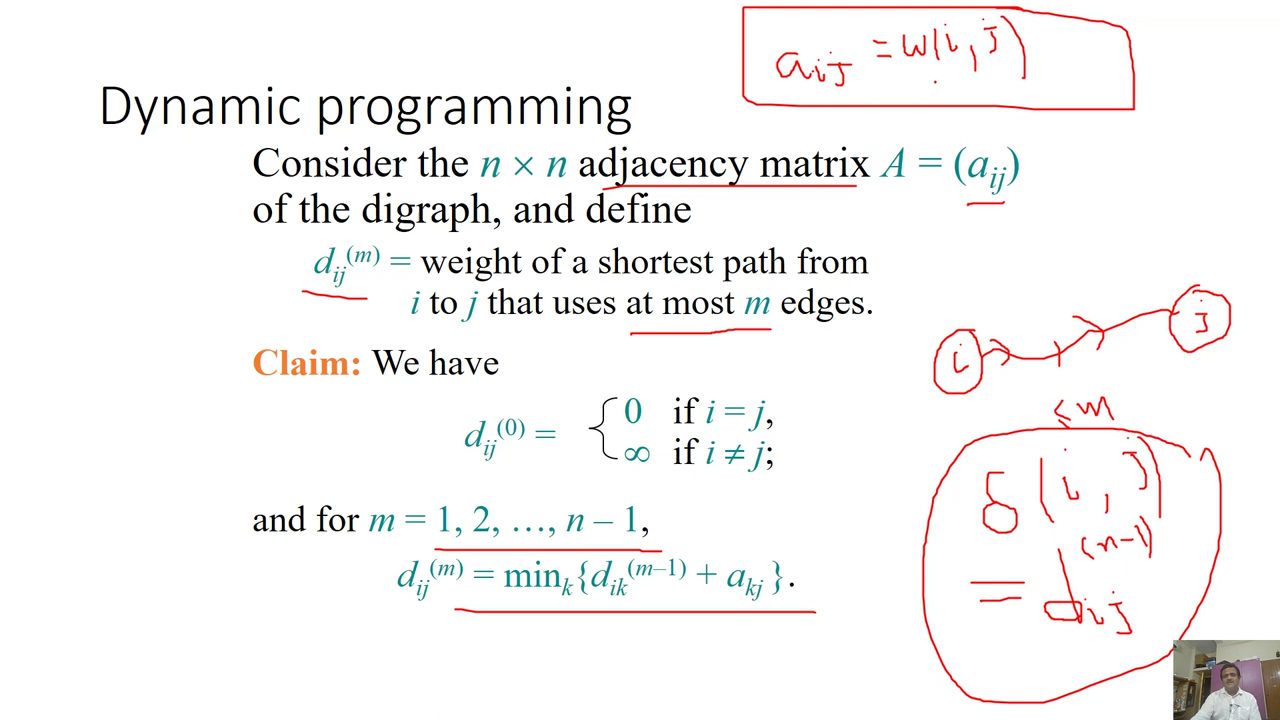 a_ij = w(i, j)
Dynamic programming
Consider the n × n adjacency matrix A = (a_ij)
of the digraph, and define
d_ij^(m) = weight of a shortest path from
i to j that uses at most m edges.
i j
Claim: We have
≤ m
d_ij^(0) = { 0 if i = j,
∞ if i ≠ j;
δ(i, j)
and for m = 1, 2, …, n – 1,
= d_ij^(n-1)
d_ij^(m) = min_k{d_ik^(m–1) + a_kj }.